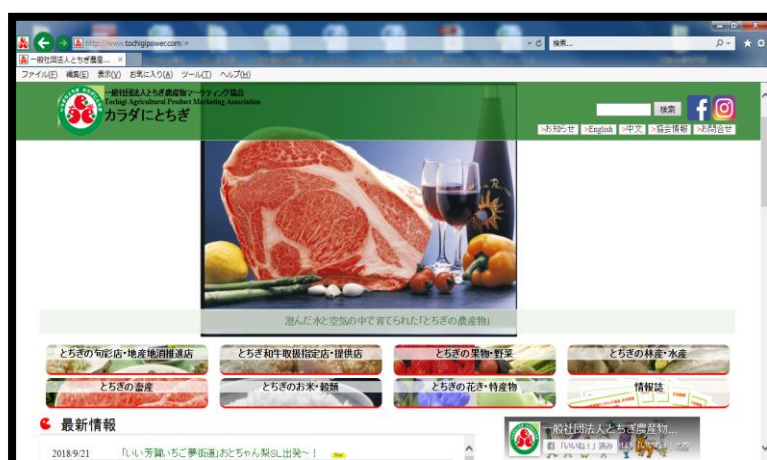 http://www.tochigipower.com/
検索...
一般社団法人とちぎ農産...
ファイル(F) 編集(E) 表示(V) お気に入り(A) ツール(T) ヘルプ(H)
一般社団法人とちぎ農産物マーケティング協会
Tochigi Agricultural Product Marketing Association
カラダにとちぎ
検索
>お知らせ >English >中文 >協会情報 >お問合せ
澄んだ水と空気の中で育てられた「とちぎの農産物」
とちぎの旬彩店・地産地消推進店 とちぎ和牛取扱指定店・提供店 とちぎの果物・野菜 とちぎの林産・水産
とちぎの畜産 とちぎのお米・穀類 とちぎの花き・特産物 情報誌
最新情報
一般社団法人とちぎ農産物...
「いいね!」済み
2018/9/21 「いい芳賀いちご夢街道」おとちゃん梨SL出発~!